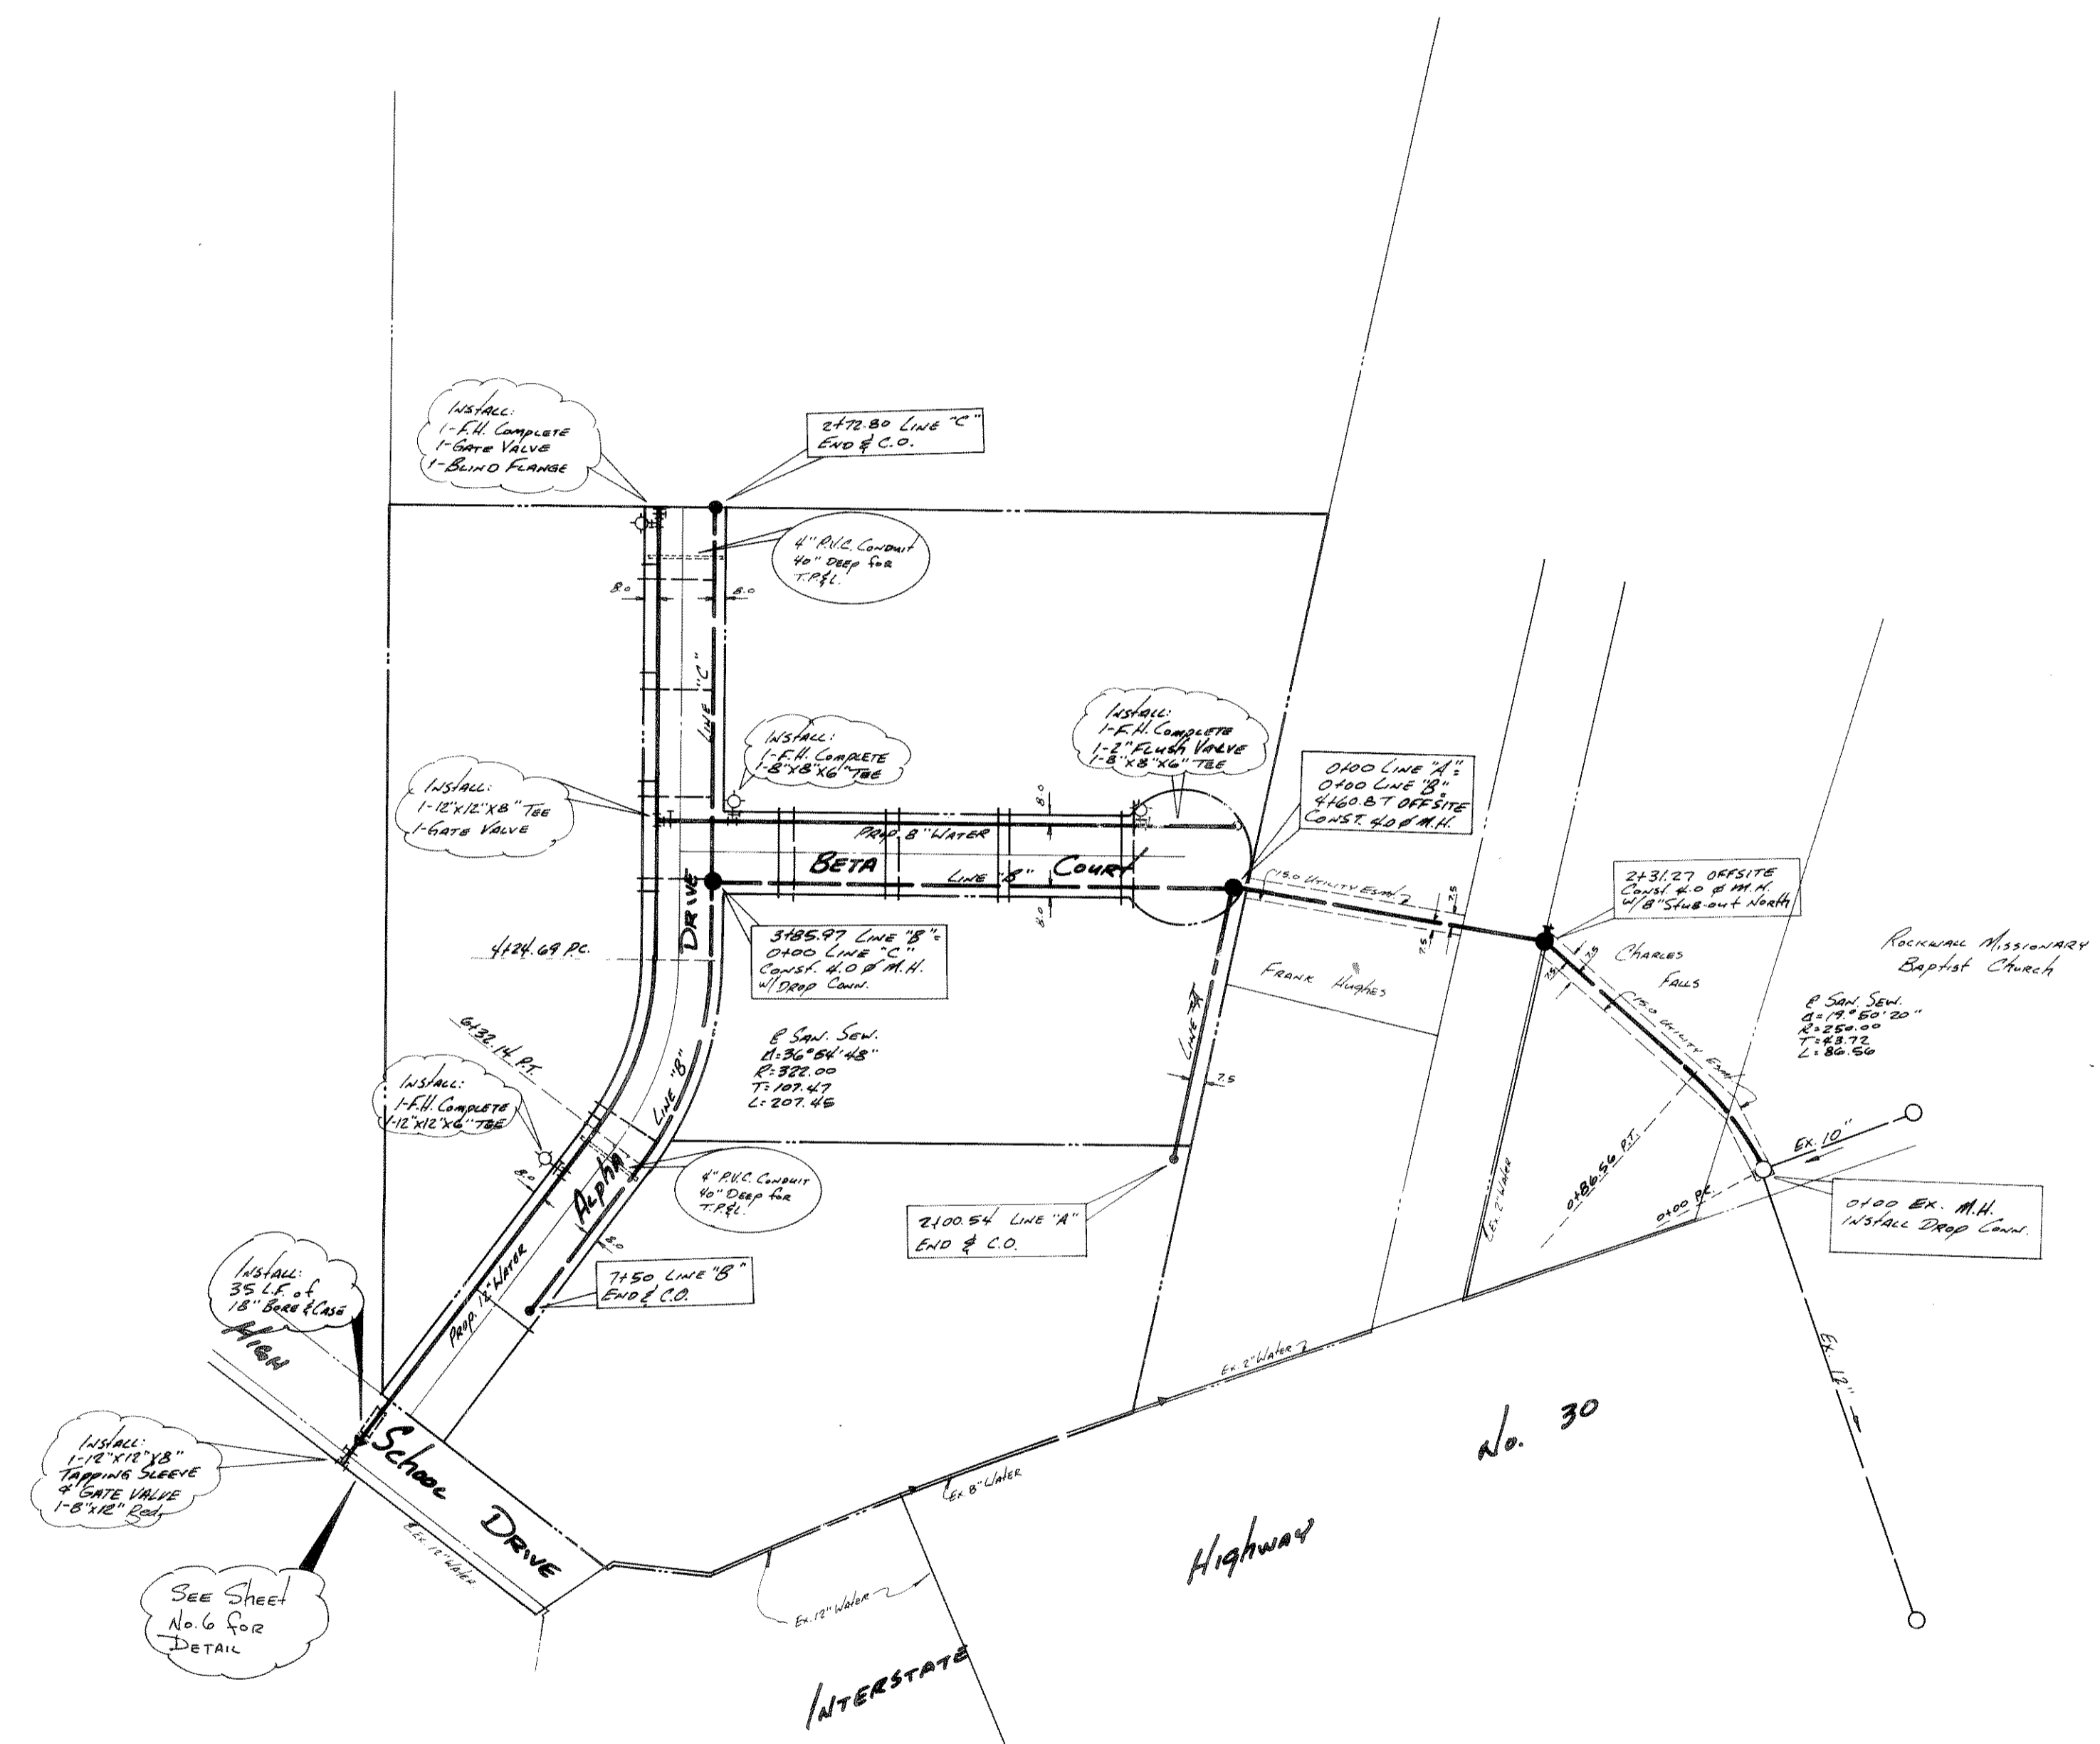 INSTALL:
1-F.H. COMPLETE
1-GATE VALVE
1-BLIND FLANGE
2+72.80 LINE "C"
END & C.O.
4" P.V.C. CONDUIT
40" DEEP FOR
T.P.&L.
8.0
8.0
LINE "C"
INSTALL:
1-F.H. COMPLETE
1-8"x8"x6" TEE
INSTALL:
1-F.H. COMPLETE
1-2" FLUSH VALVE
1-8"x8"x6" TEE
INSTALL:
1-12"x12"x8" TEE
1-GATE VALVE
0+00 LINE "A"=
0+00 LINE "B"=
4+60.87 OFFSITE
CONST. 4.0 Ø M.H.
8.0
PROP. 8" WATER
BETA COURT
LINE "B"
8.0
DRIVE
15.0 UTILITY ESMT.
7.5
7.5
2+31.27 OFFSITE
CONST. 4.0 Ø M.H.
W/8" STUB-OUT NORTH
3+85.97 LINE "B"=
0+00 LINE "C"
CONST. 4.0 Ø M.H.
W/ DROP CONN.
4+24.69 P.C.
FRANK HUGHES
CHARLES
FALLS
7.5
7.5
15.0 UTILITY ESMT.
ROCKWALL MISSIONARY
BAPTIST CHURCH
℄ SAN. SEW.
Δ=19°50'20"
R=250.00
T=43.72
L=86.56
℄ SAN. SEW.
Δ=36°54'48"
R=322.00
T=107.47
L=207.45
6+32.14 P.T.
LINE "B"
LINE "A"
7.5
INSTALL:
1-F.H. COMPLETE
1-12"x12"x6" TEE
8.0
ALPHA
4" P.V.C. CONDUIT
40" DEEP FOR
T.P.&L.
8.0
EX. 10"
EX. 2" WATER
0+86.56 P.T.
0+00 P.C.
0+00 EX. M.H.
INSTALL DROP CONN.
2+00.54 LINE "A"
END & C.O.
7+50 LINE "B"
END & C.O.
PROP. 12" WATER
INSTALL:
35 L.F. of
18" BORE & CASE
HIGH
SCHOOL DRIVE
EX. 2" WATER
EX. 12"
INSTALL:
1-12"x12"x8"
TAPPING SLEEVE
& GATE VALVE
1-8"x12" Red.
EX. 12" WATER
EX. 8" WATER
No. 30
HIGHWAY
SEE SHEET
No. 6 FOR
DETAIL
EX. 12" WATER
INTERSTATE